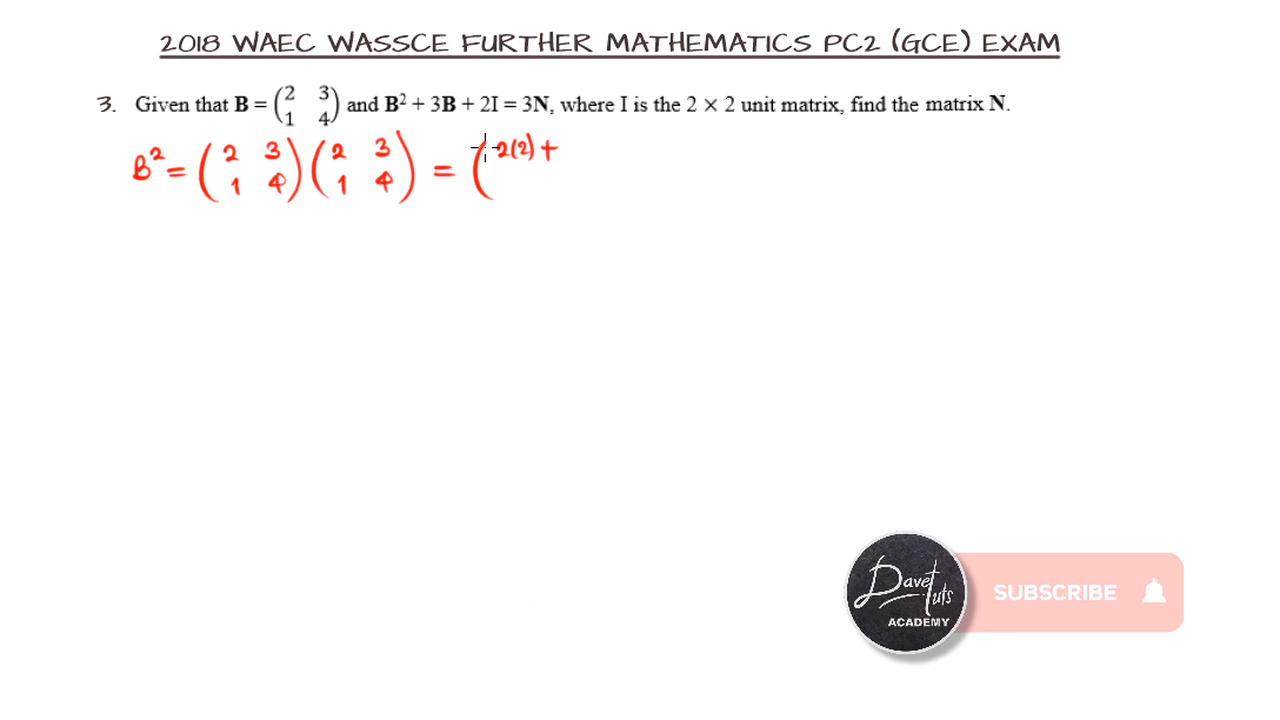 2018 WAEC WASSCE FURTHER MATHEMATICS PC2 (GCE) EXAM
3. Given that B = (2 3; 1 4) and B² + 3B + 2I = 3N, where I is the 2 × 2 unit matrix, find the matrix N.
B² = (2 3; 1 4)(2 3; 1 4) = (2(2) +
Dave Tuts
ACADEMY
SUBSCRIBE